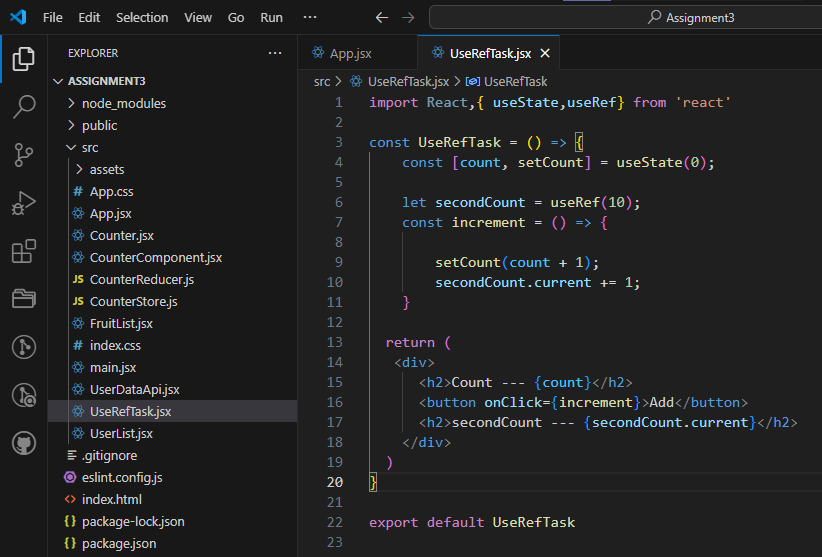 File Edit Selection View Go Run ··· Assignment3
EXPLORER ···
ASSIGNMENT3
node_modules
public
src
assets
# App.css
App.jsx
Counter.jsx
CounterComponent.jsx
JS CounterReducer.js
JS CounterStore.js
FruitList.jsx
# index.css
main.jsx
UserDataApi.jsx
UseRefTask.jsx
UserList.jsx
.gitignore
eslint.config.js
<> index.html
{} package-lock.json
{} package.json
App.jsx UseRefTask.jsx
src > UseRefTask.jsx > UseRefTask
1 import React,{ useState,useRef} from 'react'
2
3 const UseRefTask = () => {
4 const [count, setCount] = useState(0);
5
6 let secondCount = useRef(10);
7 const increment = () => {
8
9 setCount(count + 1);
10 secondCount.current += 1;
11 }
12
13 return (
14 <div>
15 <h2>Count --- {count}</h2>
16 <button onClick={increment}>Add</button>
17 <h2>secondCount --- {secondCount.current}</h2>
18 </div>
19 )
20 }
21
22 export default UseRefTask
23